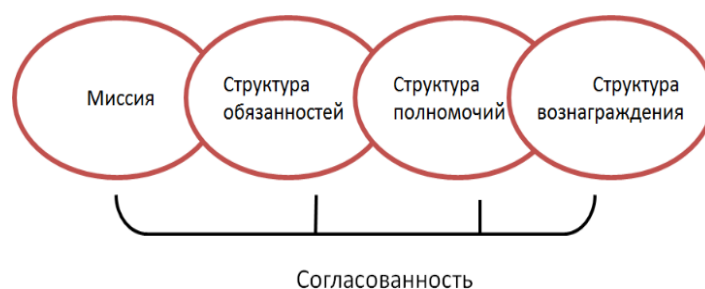 Миссия
Структура
обязанностей
Структура
полномочий
Структура
вознаграждения
Согласованность